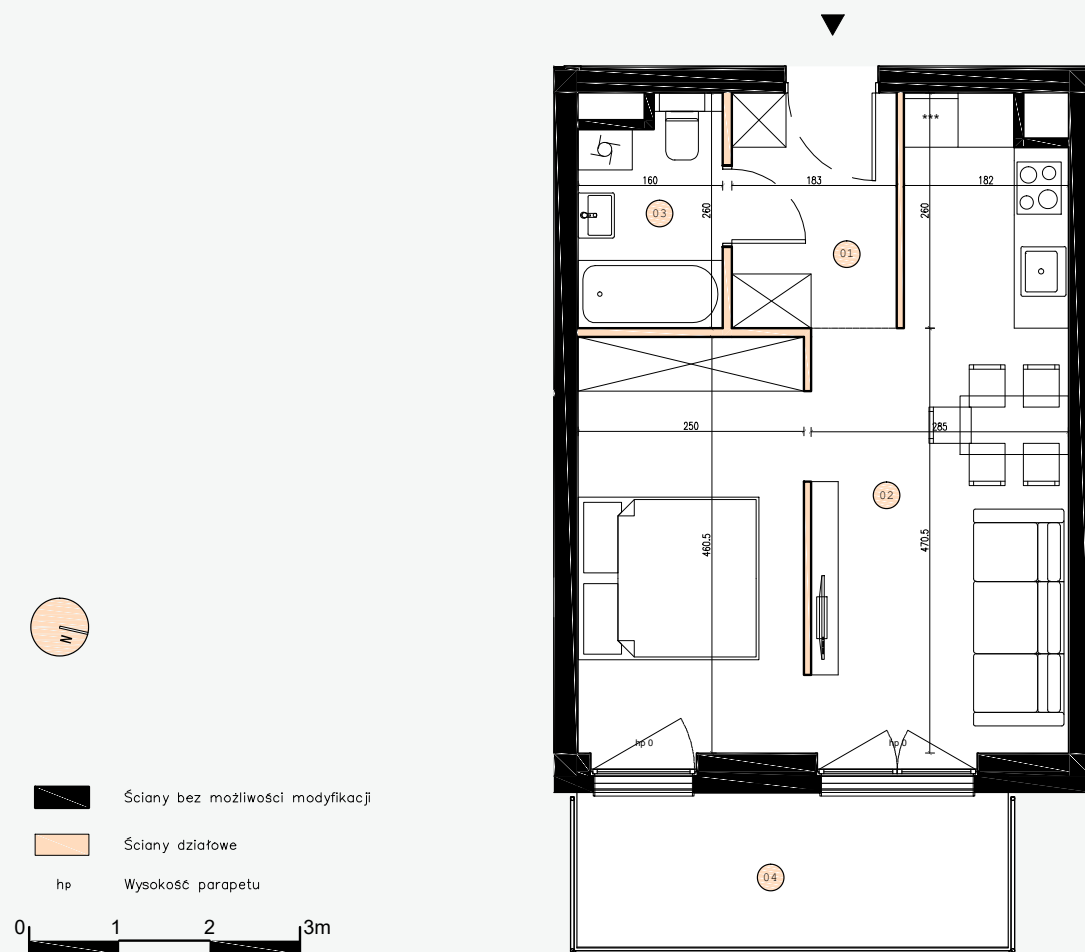 ***
160
183
182
03
260
260
01
250
285
02
460.5
470.5
N
hp 0
hp 0
Ściany bez możliwości modyfikacji
Ściany działowe
hp Wysokość parapetu
04
0 1 2 3m